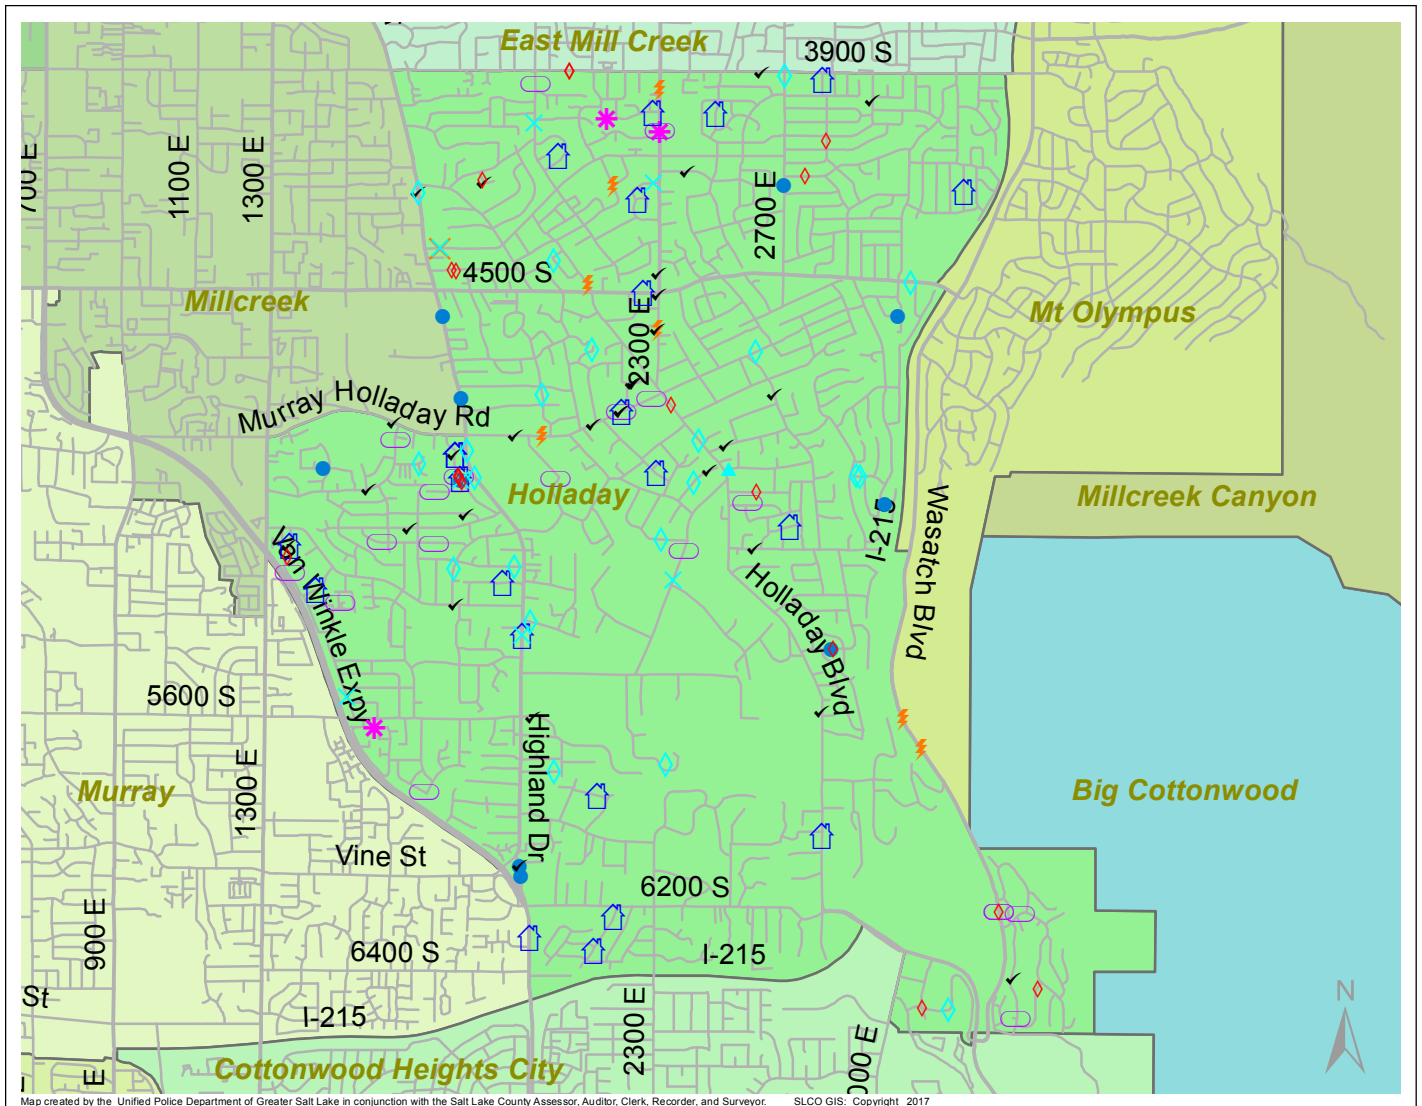 East Mill Creek
3900 S
700 E
1100 E
1300 E
2700 E
4500 S
Millcreek
Mt Olympus
2300 E
Murray Holladay Rd
Holladay
Millcreek Canyon
I-215
Wasatch Blvd
Van Winkle Expy
Holladay Blvd
5600 S
Highland Dr
Murray
1300 E
Big Cottonwood
Vine St
6200 S
900 E
6400 S
I-215
N
St
I-215
2300 E
000 E
Cottonwood Heights City
E
Map created by the Unified Police Department of Greater Salt Lake in conjunction with the Salt Lake County Assessor, Auditor, Clerk, Recorder, and Surveyor. SLCO GIS: Copyright 2017